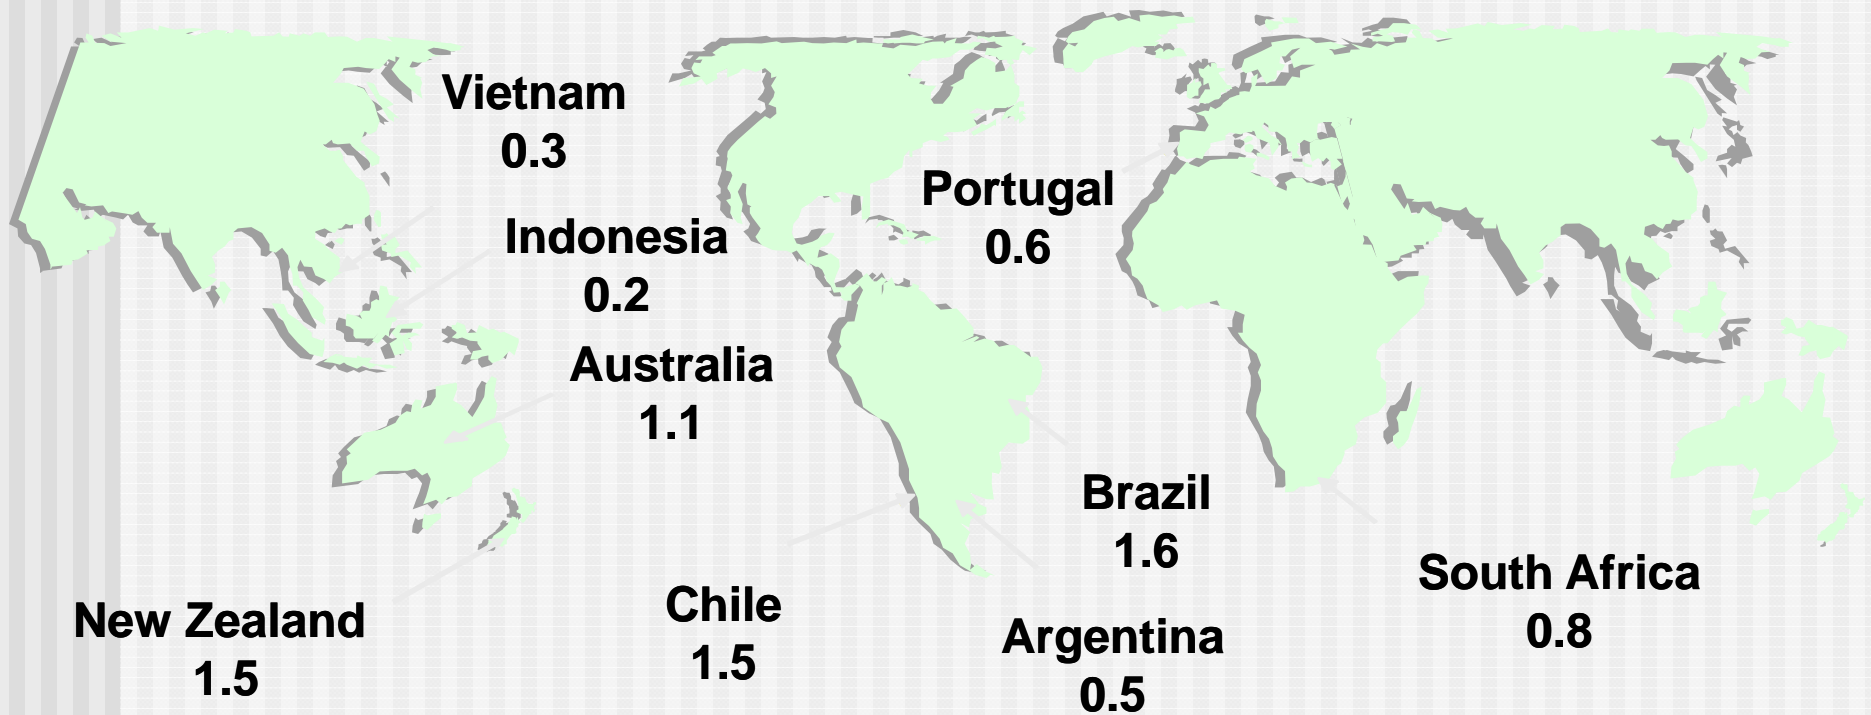 Vietnam
0.3
Indonesia
0.2
Australia
1.1
New Zealand
1.5
Portugal
0.6
Chile
1.5
Brazil
1.6
Argentina
0.5
South Africa
0.8